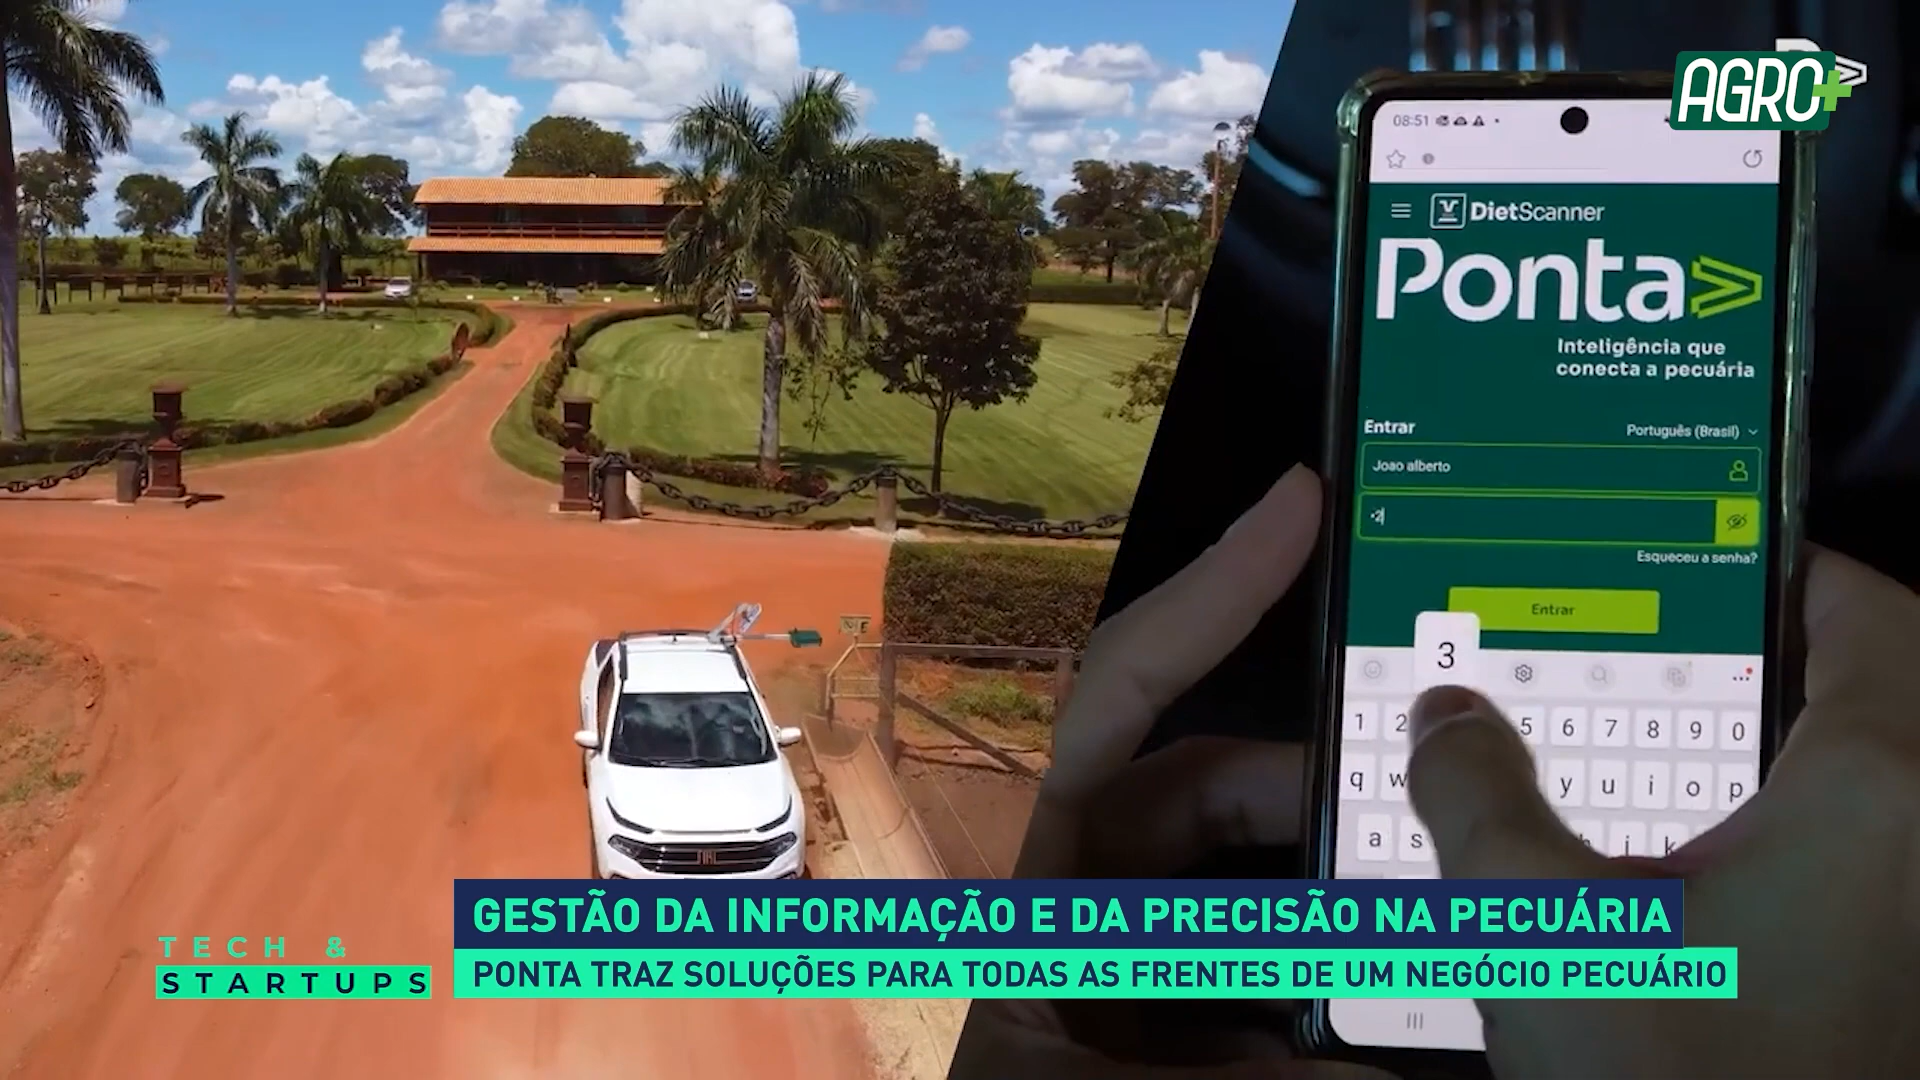 AGRO+
08:51
DietScanner
Ponta
Inteligência que
conecta a pecuária
Entrar
Português (Brasil)
Joao alberto
•2
Esqueceu a senha?
Entrar
3
1 2 5 6 7 8 9 0
q w y u i o p
a s h j k
GESTÃO DA INFORMAÇÃO E DA PRECISÃO NA PECUÁRIA
TECH &
STARTUPS
PONTA TRAZ SOLUÇÕES PARA TODAS AS FRENTES DE UM NEGÓCIO PECUÁRIO